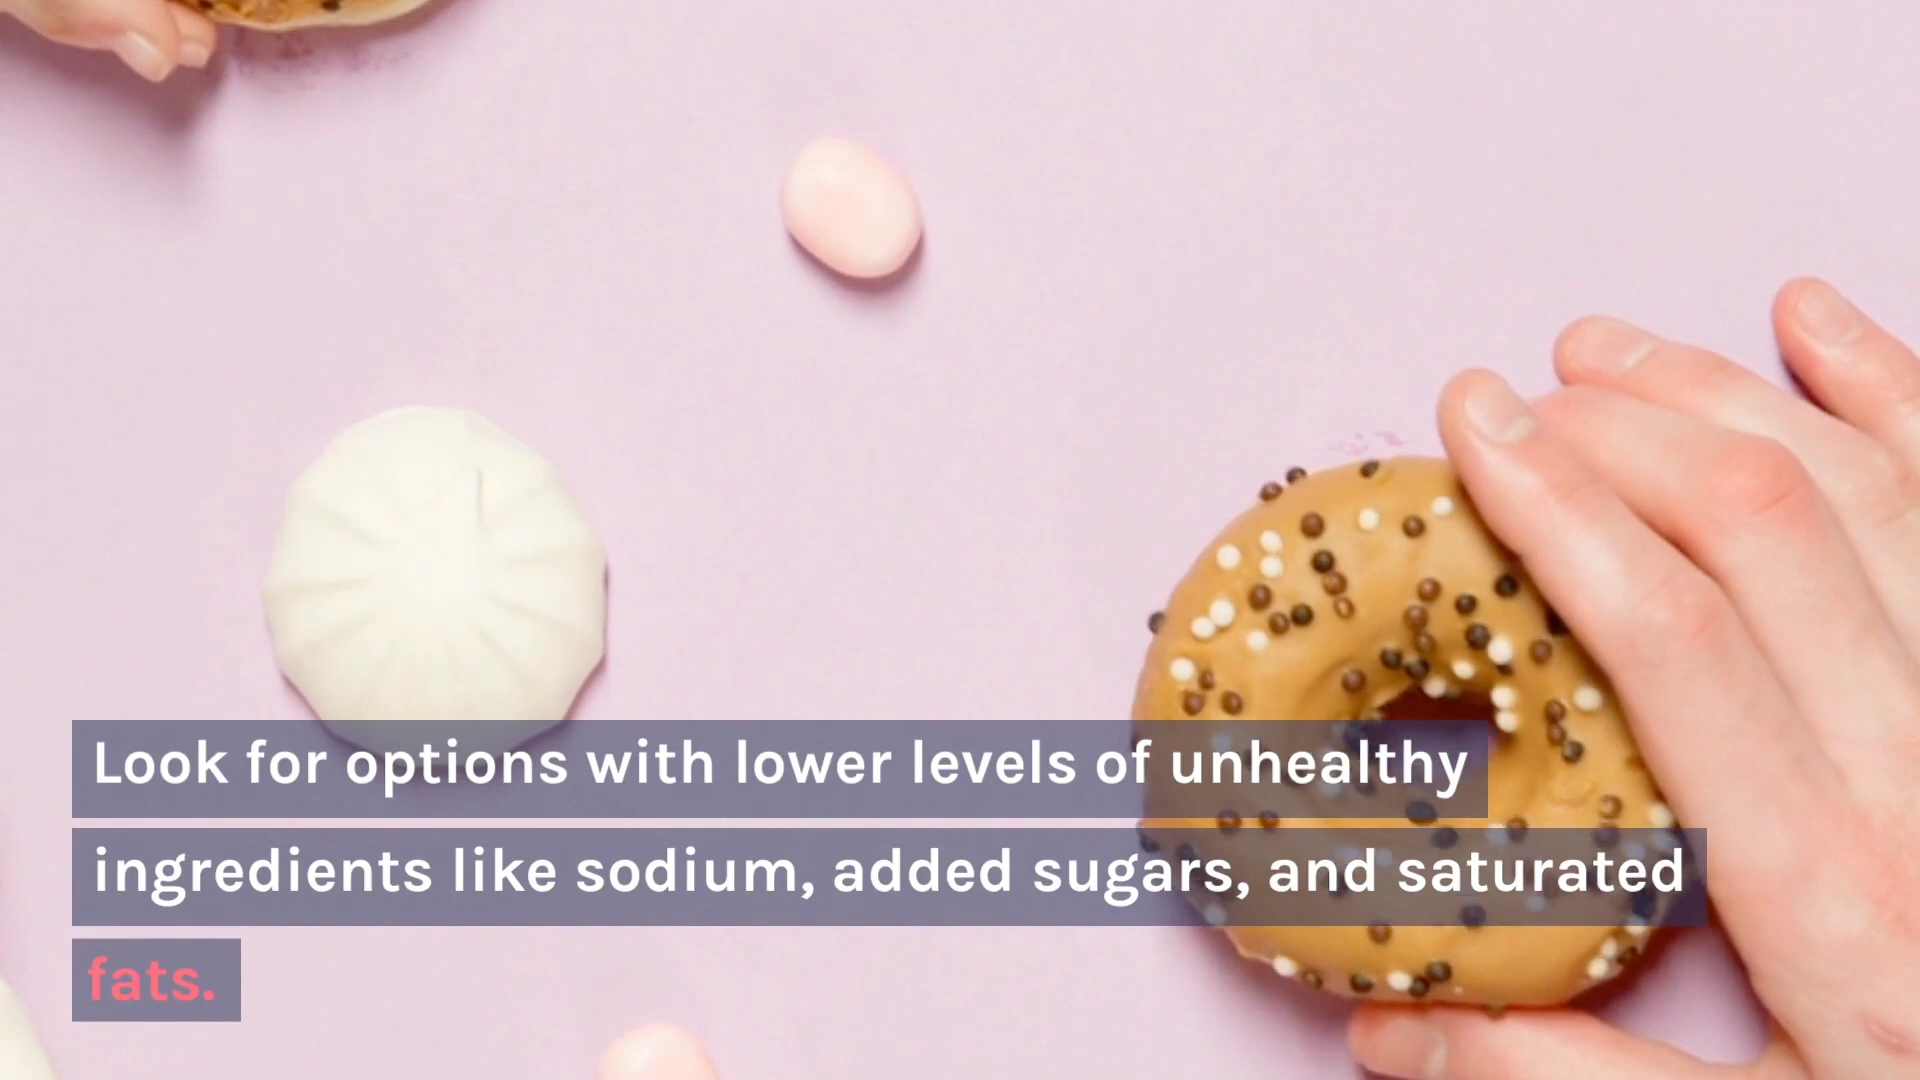 Look for options with lower levels of unhealthy
ingredients like sodium, added sugars, and saturated
fats.